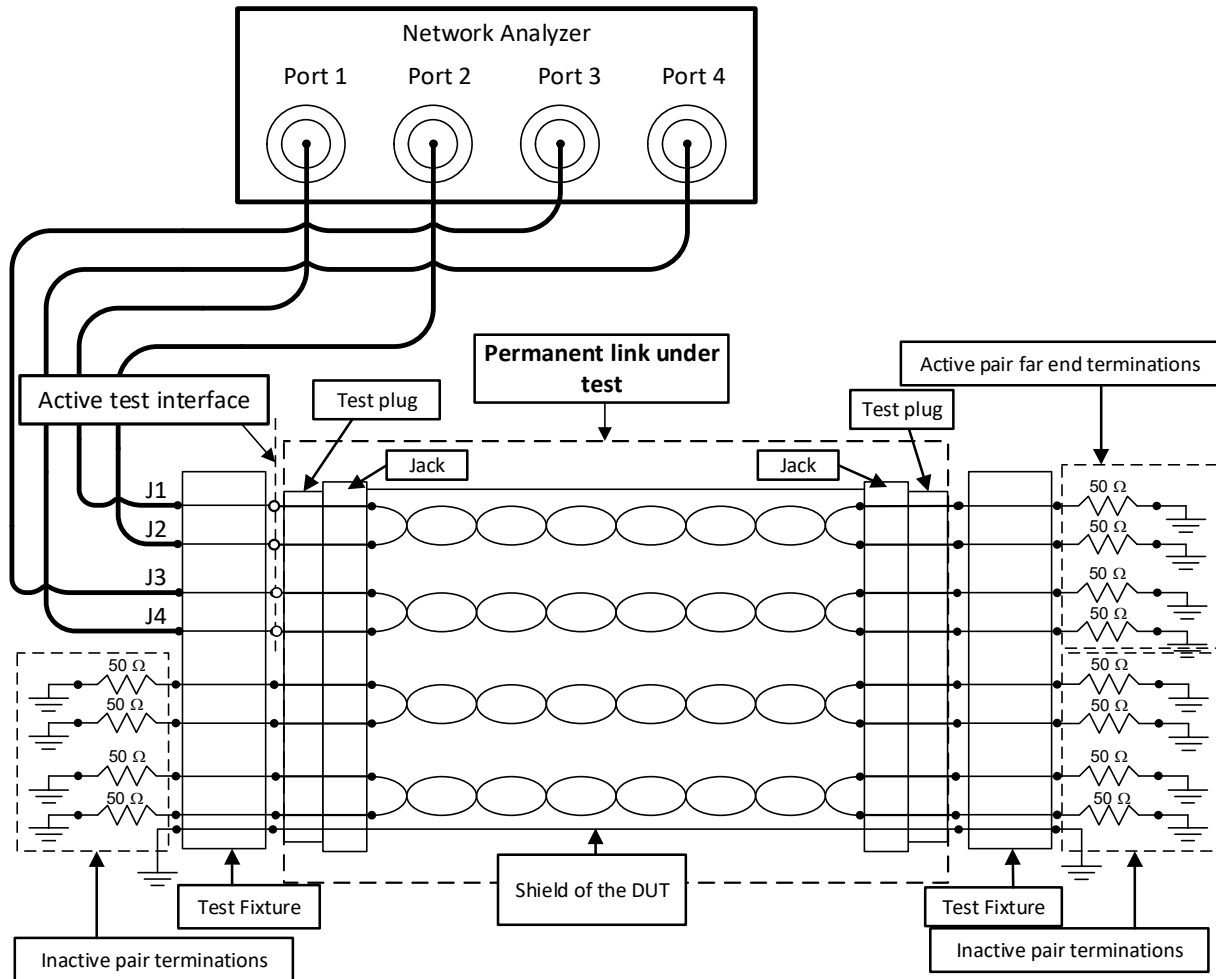 Network Analyzer
Port 1
Port 2
Port 3
Port 4
Permanent link under
test
Active pair far end terminations
Active test interface
Test plug
Test plug
Jack
Jack
J1
J2
J3
J4
50 Ω
50 Ω
50 Ω
50 Ω
50 Ω
50 Ω
50 Ω
50 Ω
50 Ω
50 Ω
50 Ω
50 Ω
Shield of the DUT
Test Fixture
Test Fixture
Inactive pair terminations
Inactive pair terminations